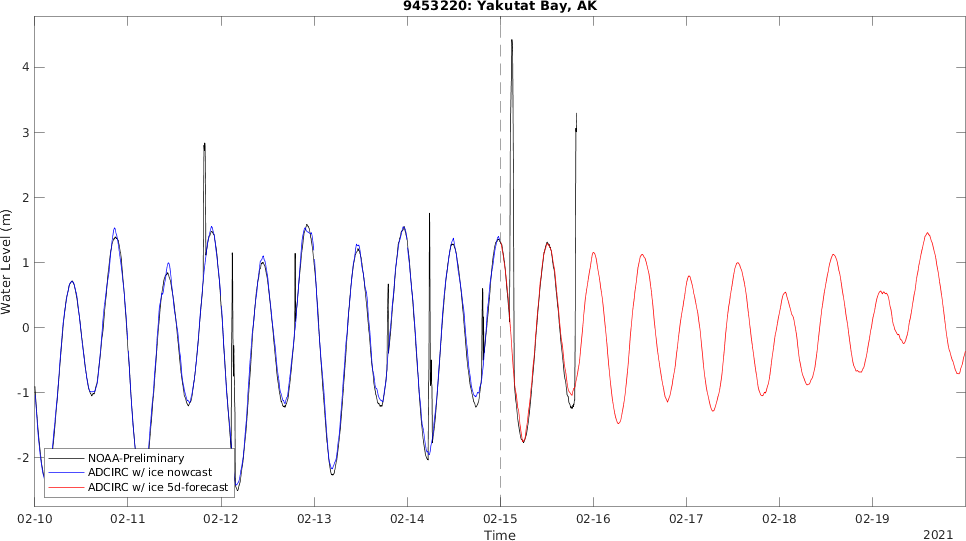 9453220: Yakutat Bay, AK
Water Level (m)
4
3
2
1
0
-1
-2
NOAA-Preliminary
ADCIRC w/ ice nowcast
ADCIRC w/ ice 5d-forecast
02-10 02-11 02-12 02-13 02-14 02-15 02-16 02-17 02-18 02-19
Time
2021